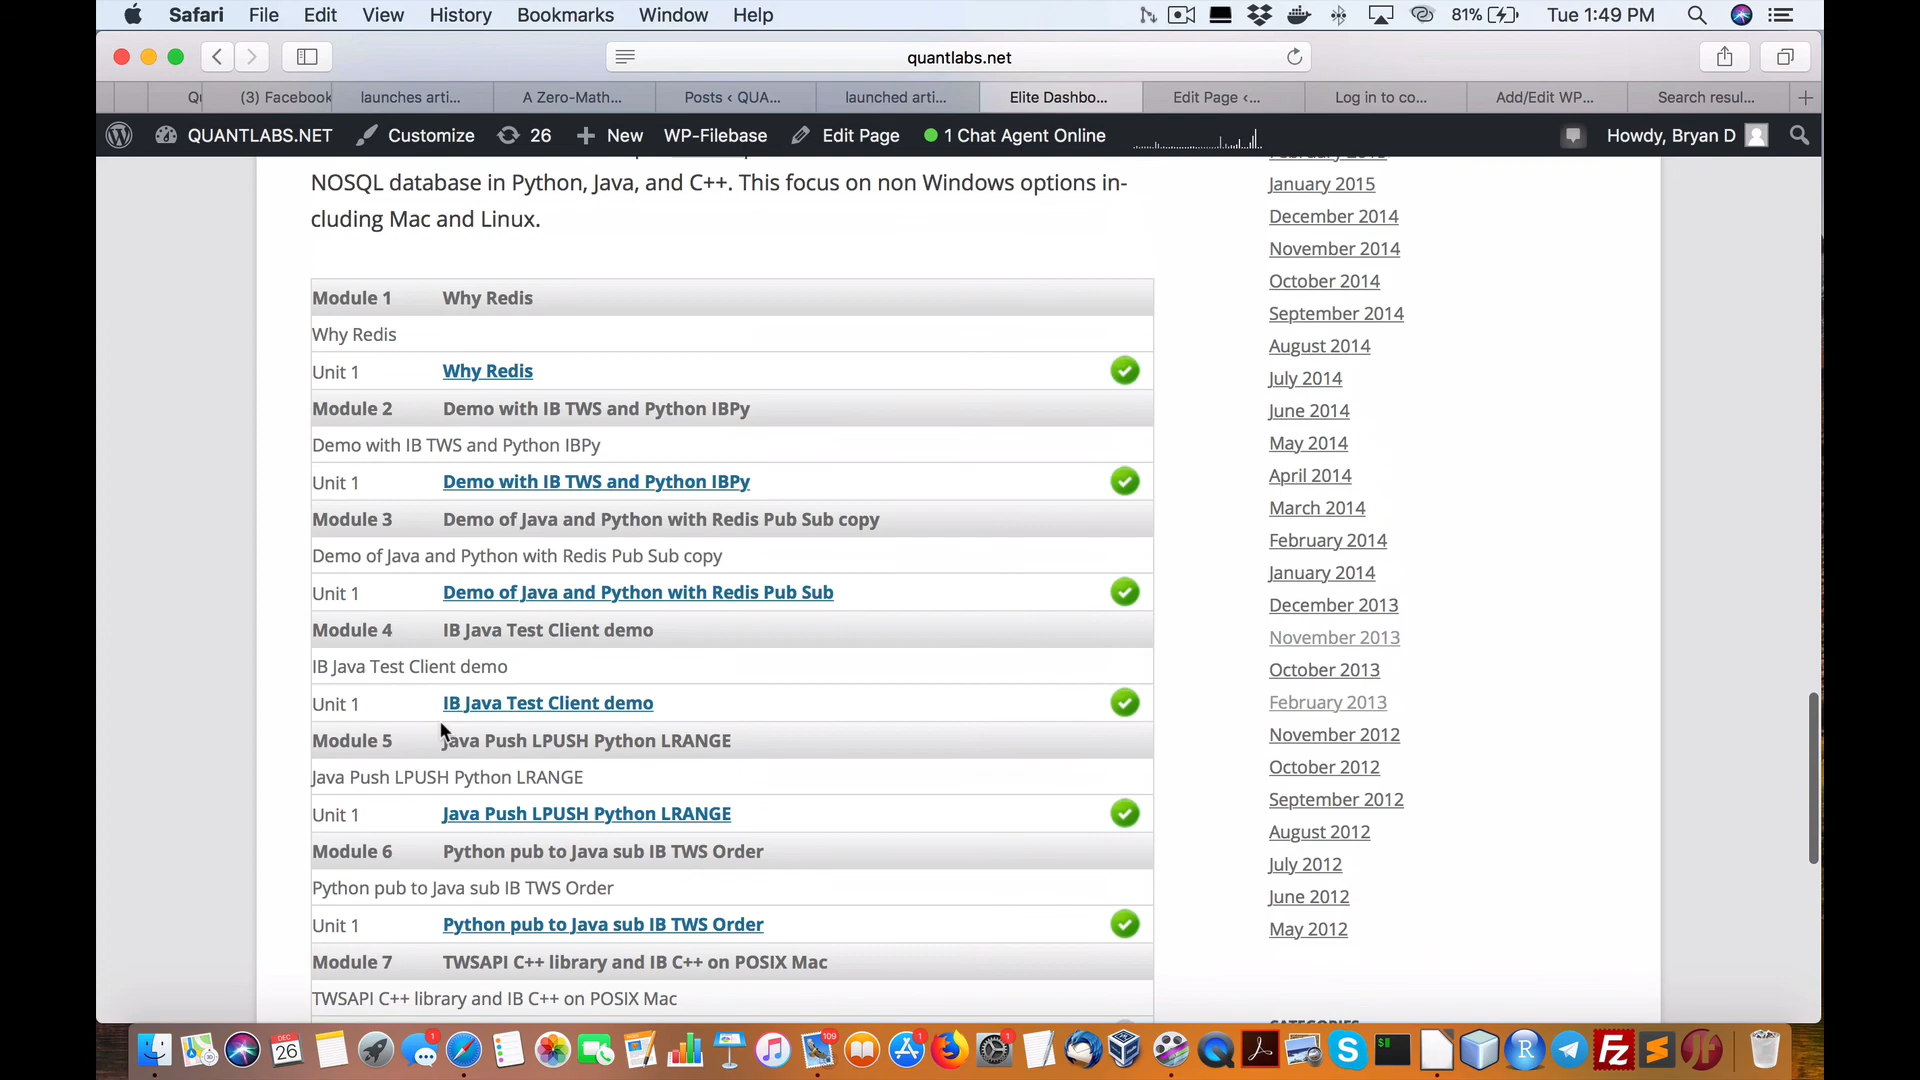 Safari File Edit View History Bookmarks Window Help 81% Tue 1:49 PM
quantlabs.net
(3) Facebook launches arti... A Zero-Math... Posts ‹ QUA... launched arti... Elite Dashbo... Edit Page ‹... Log in to co... Add/Edit WP... Search resul...
QUANTLABS.NET Customize 26 New WP-Filebase Edit Page 1 Chat Agent Online Howdy, Bryan D
NOSQL database in Python, Java, and C++. This focus on non Windows options in-
cluding Mac and Linux.
Module 1 Why Redis
Why Redis
Unit 1 Why Redis
Module 2 Demo with IB TWS and Python IBPy
Demo with IB TWS and Python IBPy
Unit 1 Demo with IB TWS and Python IBPy
Module 3 Demo of Java and Python with Redis Pub Sub copy
Demo of Java and Python with Redis Pub Sub copy
Unit 1 Demo of Java and Python with Redis Pub Sub
Module 4 IB Java Test Client demo
IB Java Test Client demo
Unit 1 IB Java Test Client demo
Module 5 Java Push LPUSH Python LRANGE
Java Push LPUSH Python LRANGE
Unit 1 Java Push LPUSH Python LRANGE
Module 6 Python pub to Java sub IB TWS Order
Python pub to Java sub IB TWS Order
Unit 1 Python pub to Java sub IB TWS Order
Module 7 TWSAPI C++ library and IB C++ on POSIX Mac
TWSAPI C++ library and IB C++ on POSIX Mac
January 2015
December 2014
November 2014
October 2014
September 2014
August 2014
July 2014
June 2014
May 2014
April 2014
March 2014
February 2014
January 2014
December 2013
November 2013
October 2013
February 2013
November 2012
October 2012
September 2012
August 2012
July 2012
June 2012
May 2012
DEC
26
1
109
1
1